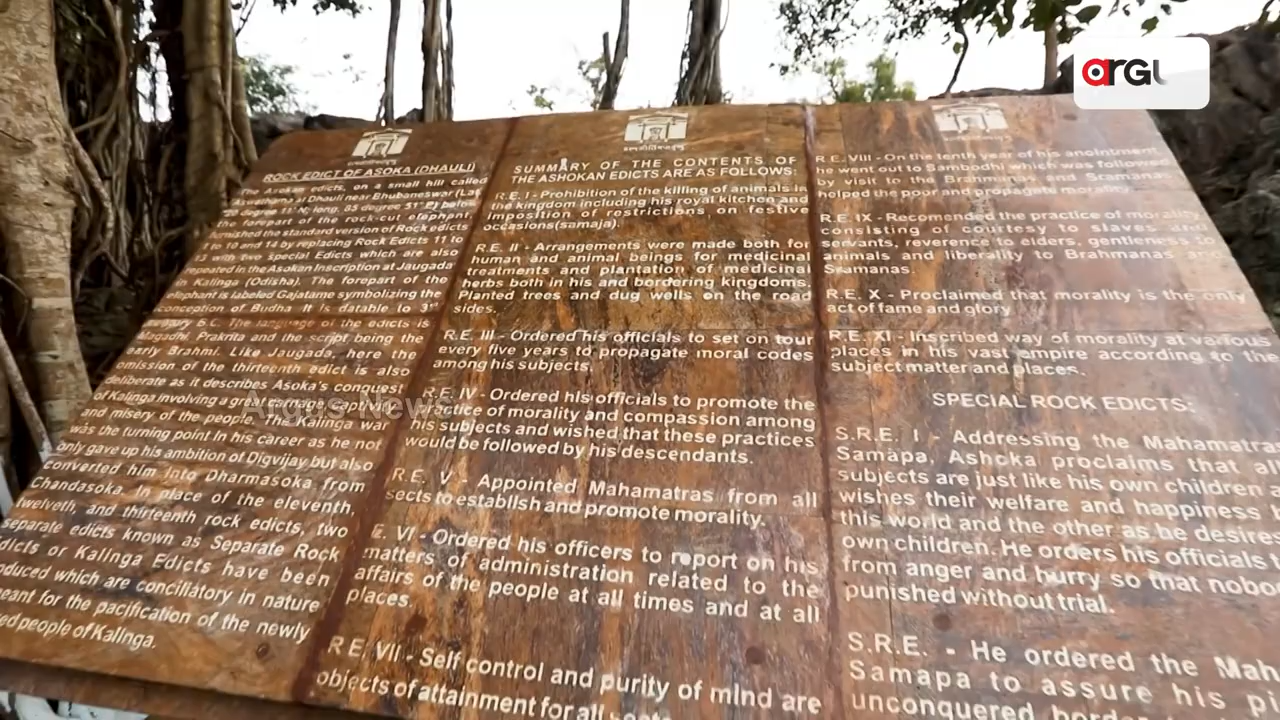 ROCK EDICT OF ASOKA (DHAULI)
The Asokan edicts, on a small hill called
Aswathama at Dhauli near Bhubaneswar (Lat
20 degree 11' N; long. 85 degree 51' E) below
the forepart of the rock-cut elephant,
furnished the standard version of Rock edicts
1 to 10 and 14 by replacing Rock Edicts 11 to
13 with two special Edicts which are also
repeated in the Asokan Inscription at Jaugada
in Kalinga (Odisha). The forepart of the
elephant is labeled Gajatame symbolizing the
conception of Budha It is datable to 3rd
century B.C. The language of the edicts is
Magadhi. Prakrita and the script being the
early Brahmi. Like Jaugada, here the
omission of the thirteenth edict is also
deliberate as it describes Asoka's conquest
of Kalinga involving a great carnage, captive
and misery of the people. The Kalinga war
was the turning point in his career as he not
only gave up his ambition of Digvijay but also
converted him into Dharmasoka from
Chandasoka. In place of the eleventh,
twelveth, and thirteenth rock edicts, two
separate edicts known as Separate Rock
dicts or Kalinga Edicts have been
oduced which are conciliatory in nature
eant for the pacification of the newly
ed people of Kalinga.
SUMMARY OF THE CONTENTS OF
THE ASHOKAN EDICTS ARE AS FOLLOWS:
R.E. I - Prohibition of the killing of animals in
the kingdom including his royal kitchen and
imposition of restrictions on festive
occasions(samaja).
R.E. II - Arrangements were made both for
human and animal beings for medicinal
treatments and plantation of medicinal
herbs both in his and bordering kingdoms.
Planted trees and dug wells on the road
sides.
R.E. III - Ordered his officials to set on tour
every five years to propagate moral codes
among his subjects.
R.E. IV - Ordered his officials to promote the
practice of morality and compassion among
his subjects and wished that these practices
would be followed by his descendants.
R.E. V - Appointed Mahamatras from all
sects to establish and promote morality.
E. VI - Ordered his officers to report on his
matters of administration related to the
affairs of the people at all times and at all
places.
R.E. VII - Self control and purity of mind are
objects of attainment for all
R.E. VIII - On the tenth year of his anointment,
he went out to Sambodhi which was followed
by visit to the Brahmanas and Sramanas,
helped the poor and propagate morality.
R.E. IX - Recomended the practice of morality
consisting of courtesy to slaves and
servants, reverence to elders, gentleness to
animals and liberality to Brahmanas and
Sramanas.
R.E. X - Proclaimed that morality is the only
act of fame and glory
R.E. XI - Inscribed way of morality at various
places in his vast empire according to the
subject matter and places.
SPECIAL ROCK EDICTS:
S.R.E. I - Addressing the Mahamatras
Samapa, Ashoka proclaims that all
subjects are just like his own children a
wishes their welfare and happiness
this world and the other as he desires
own children. He orders his officials t
from anger and hurry so that nobo
punished without trial.
S.R.E. - He ordered the Mah
Samapa to assure his
unconquered
arGL
Argus News